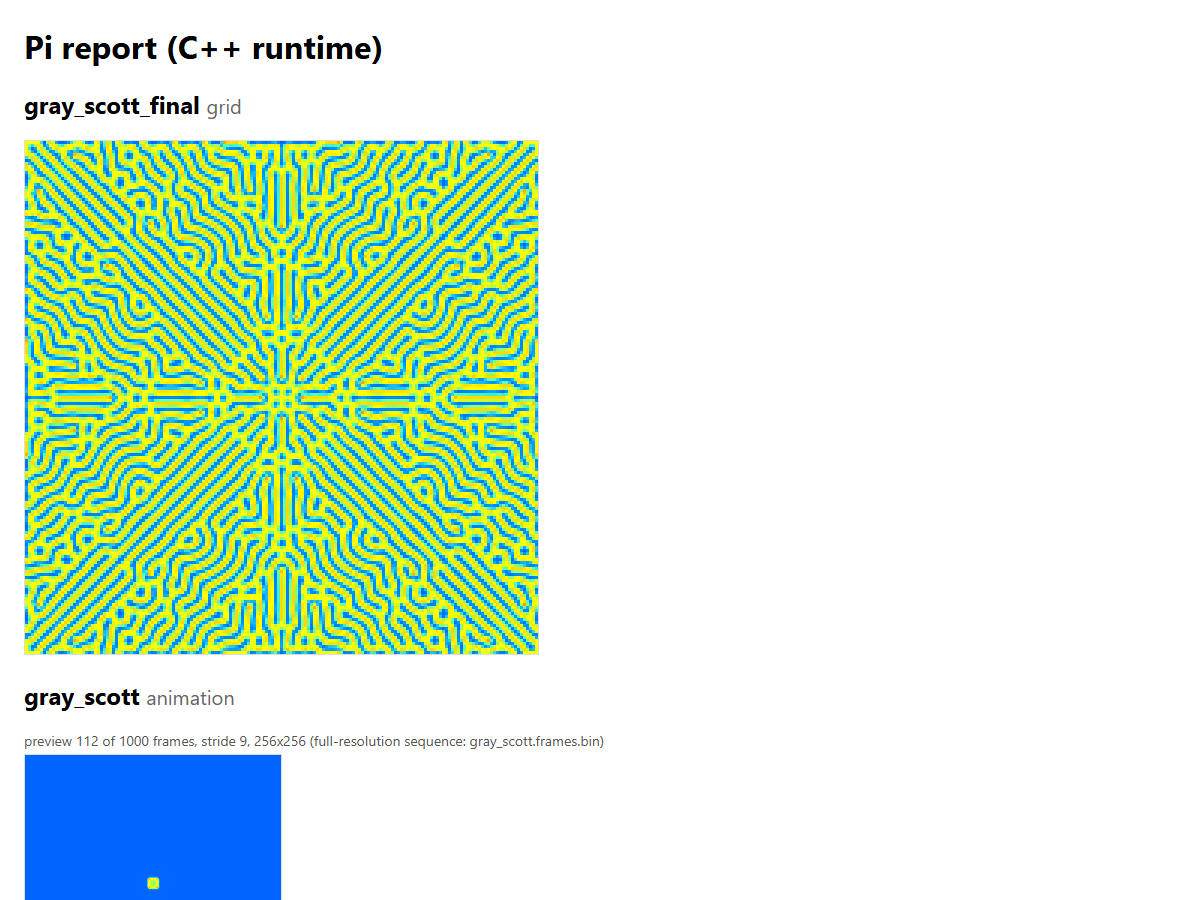 Pi report (C++ runtime)
gray_scott_final grid
gray_scott animation
preview 112 of 1000 frames, stride 9, 256x256 (full-resolution sequence: gray_scott.frames.bin)